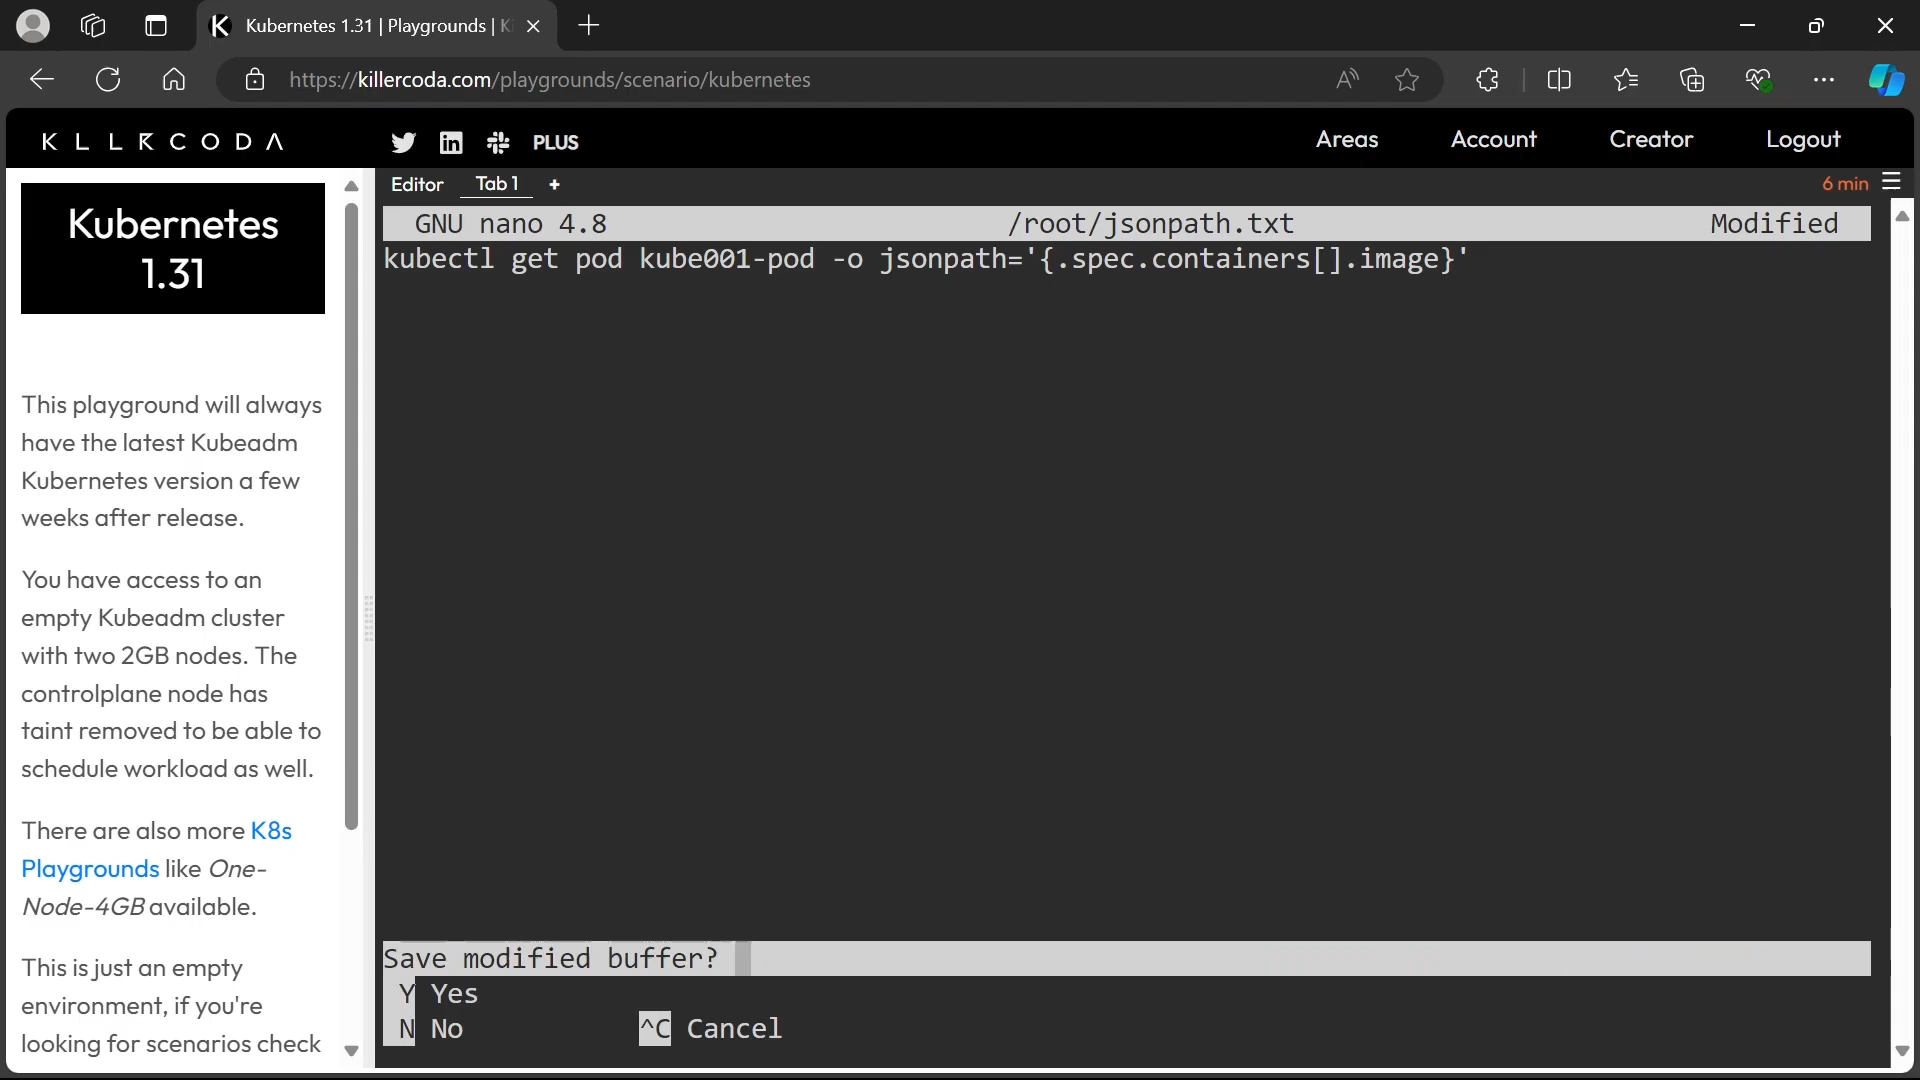 Kubernetes 1.31 | Playgrounds | K
https://killercoda.com/playgrounds/scenario/kubernetes
KLLRCODA PLUS Areas Account Creator Logout
Editor Tab 1 + 6 min
Kubernetes
1.31
GNU nano 4.8 /root/jsonpath.txt Modified
kubectl get pod kube001-pod -o jsonpath='{.spec.containers[].image}'
This playground will always
have the latest Kubeadm
Kubernetes version a few
weeks after release.
You have access to an
empty Kubeadm cluster
with two 2GB nodes. The
controlplane node has
taint removed to be able to
schedule workload as well.
There are also more K8s
Playgrounds like One-
Node-4GB available.
This is just an empty
environment, if you're
looking for scenarios check
Save modified buffer?
Y Yes
N No ^C Cancel